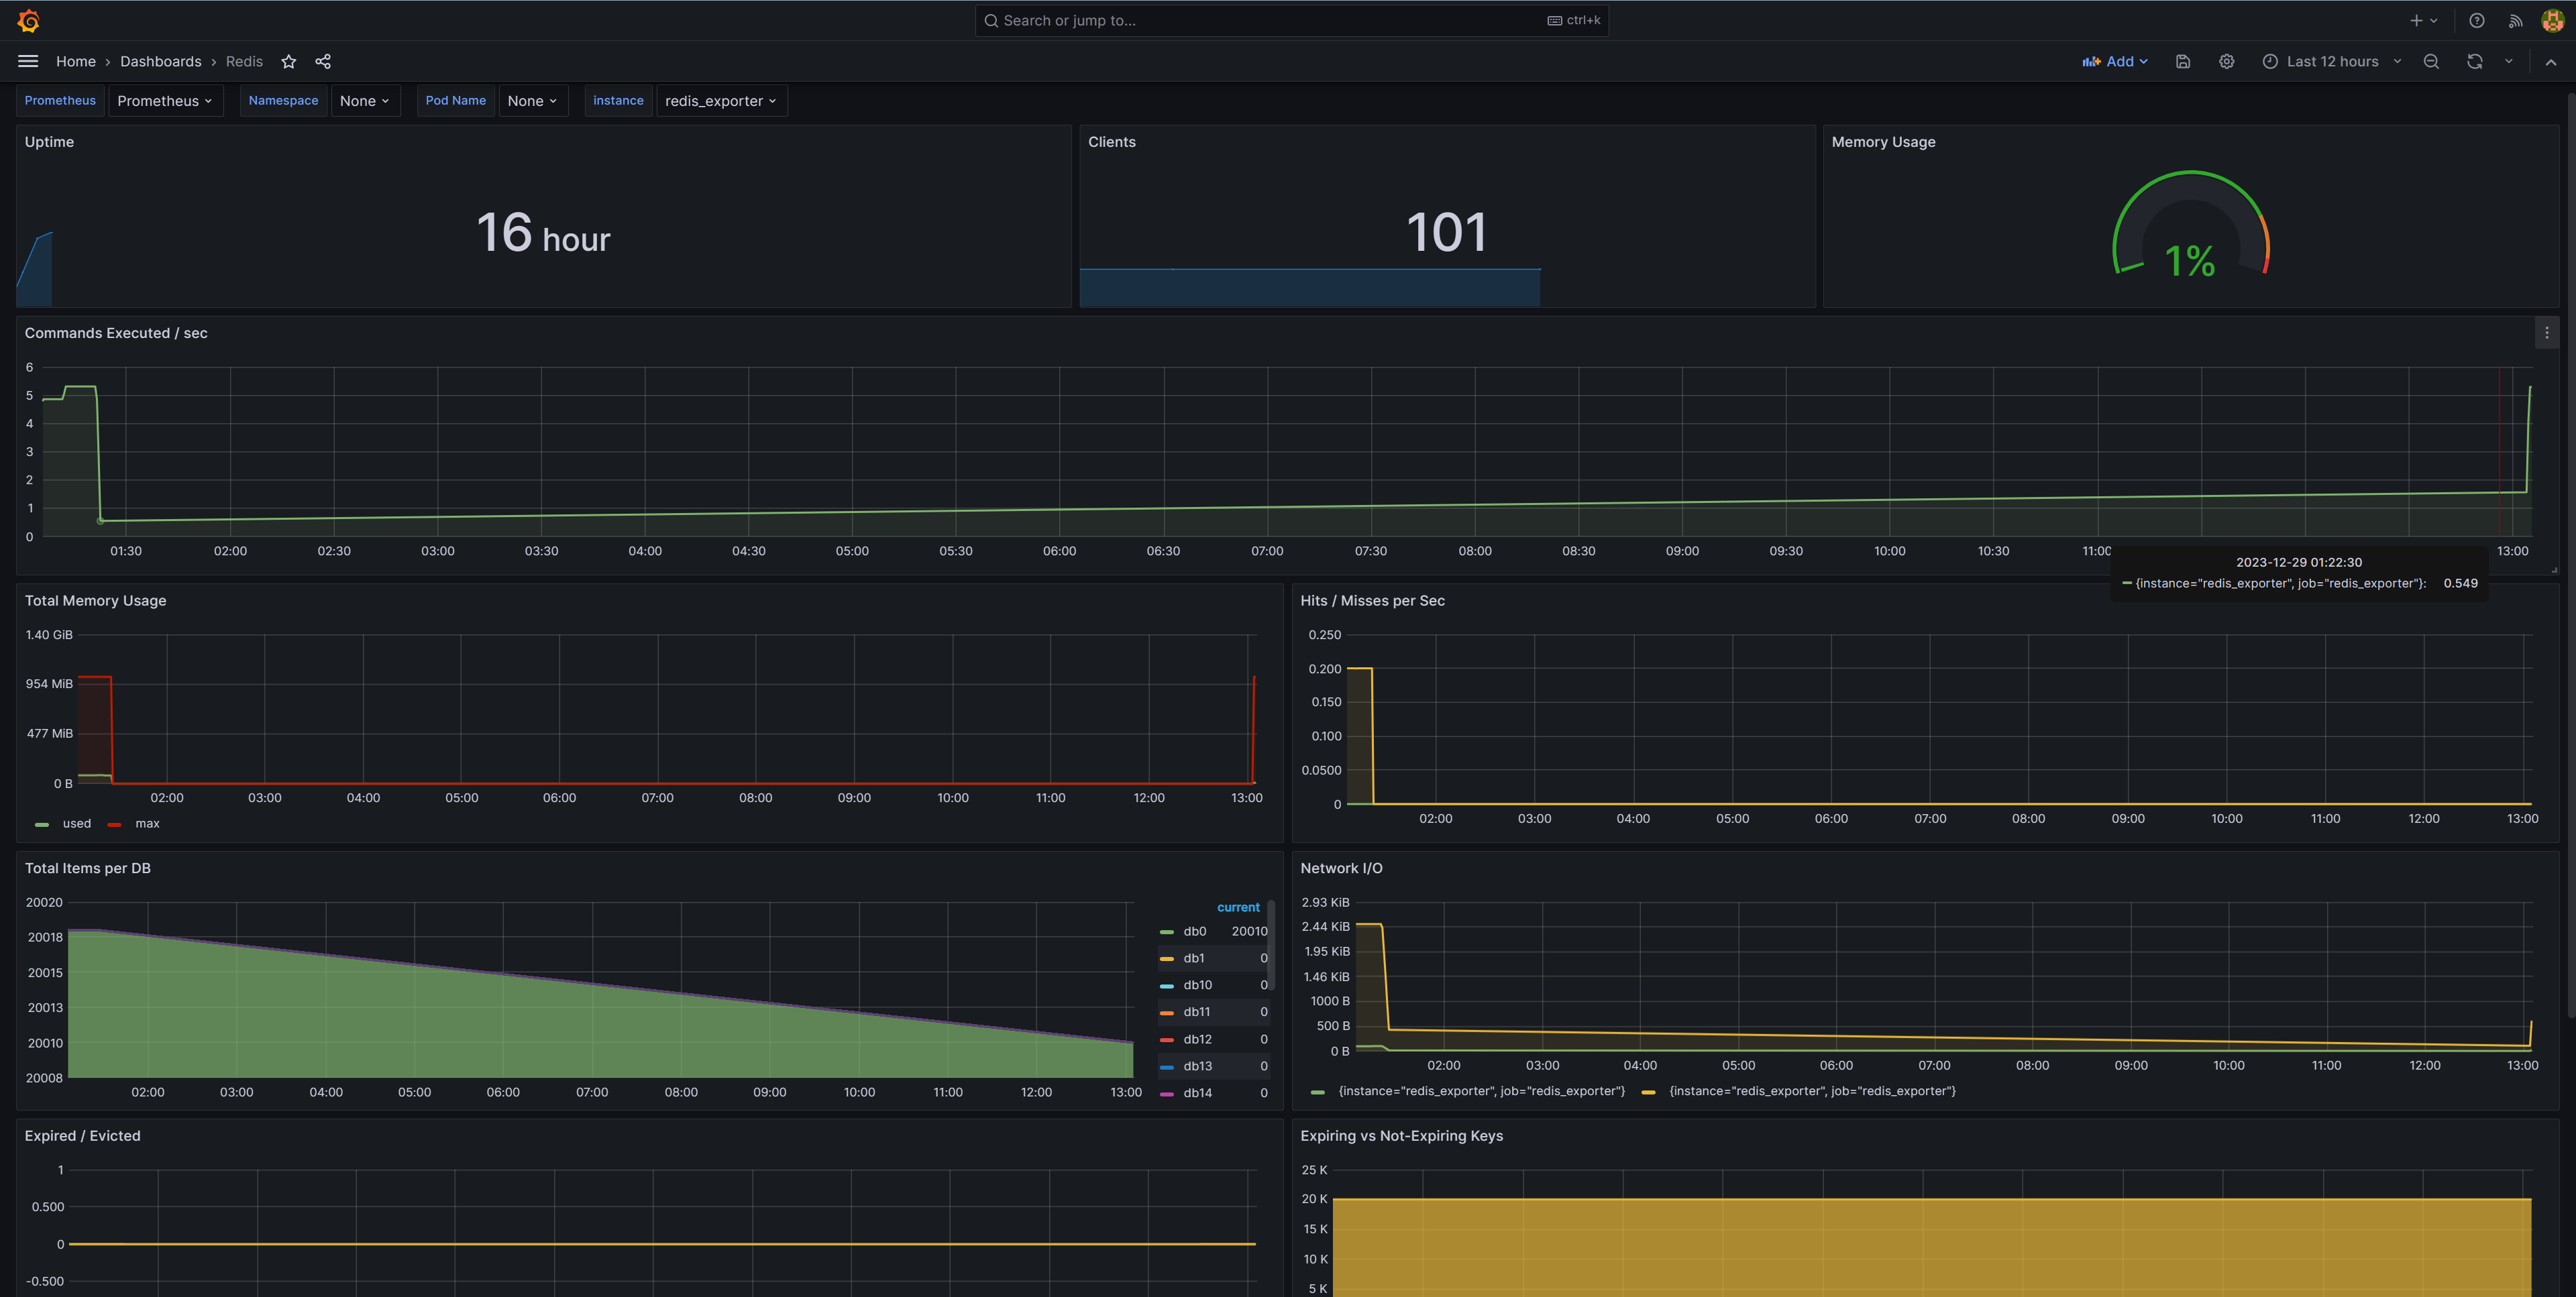 Search or jump to... ctrl+k
Home › Dashboards › Redis Add Last 12 hours
Prometheus Prometheus Namespace None Pod Name None instance redis_exporter
Uptime
16 hour
Clients
101
Memory Usage
1%
Commands Executed / sec
6
5
4
3
2
1
0
01:30 02:00 02:30 03:00 03:30 04:00 04:30 05:00 05:30 06:00 06:30 07:00 07:30 08:00 08:30 09:00 09:30 10:00 10:30 11:00 13:00
2023-12-29 01:22:30
{instance="redis_exporter", job="redis_exporter"}: 0.549
Total Memory Usage
1.40 GiB
954 MiB
477 MiB
0 B
02:00 03:00 04:00 05:00 06:00 07:00 08:00 09:00 10:00 11:00 12:00 13:00
used max
Hits / Misses per Sec
0.250
0.200
0.150
0.100
0.0500
0
02:00 03:00 04:00 05:00 06:00 07:00 08:00 09:00 10:00 11:00 12:00 13:00
Total Items per DB
20020
20018
20015
20013
20010
20008
02:00 03:00 04:00 05:00 06:00 07:00 08:00 09:00 10:00 11:00 12:00 13:00
current
db0 20010
db1 0
db10 0
db11 0
db12 0
db13 0
db14 0
Network I/O
2.93 KiB
2.44 KiB
1.95 KiB
1.46 KiB
1000 B
500 B
0 B
02:00 03:00 04:00 05:00 06:00 07:00 08:00 09:00 10:00 11:00 12:00 13:00
{instance="redis_exporter", job="redis_exporter"} {instance="redis_exporter", job="redis_exporter"}
Expired / Evicted
1
0.500
0
-0.500
Expiring vs Not-Expiring Keys
25 K
20 K
15 K
10 K
5 K